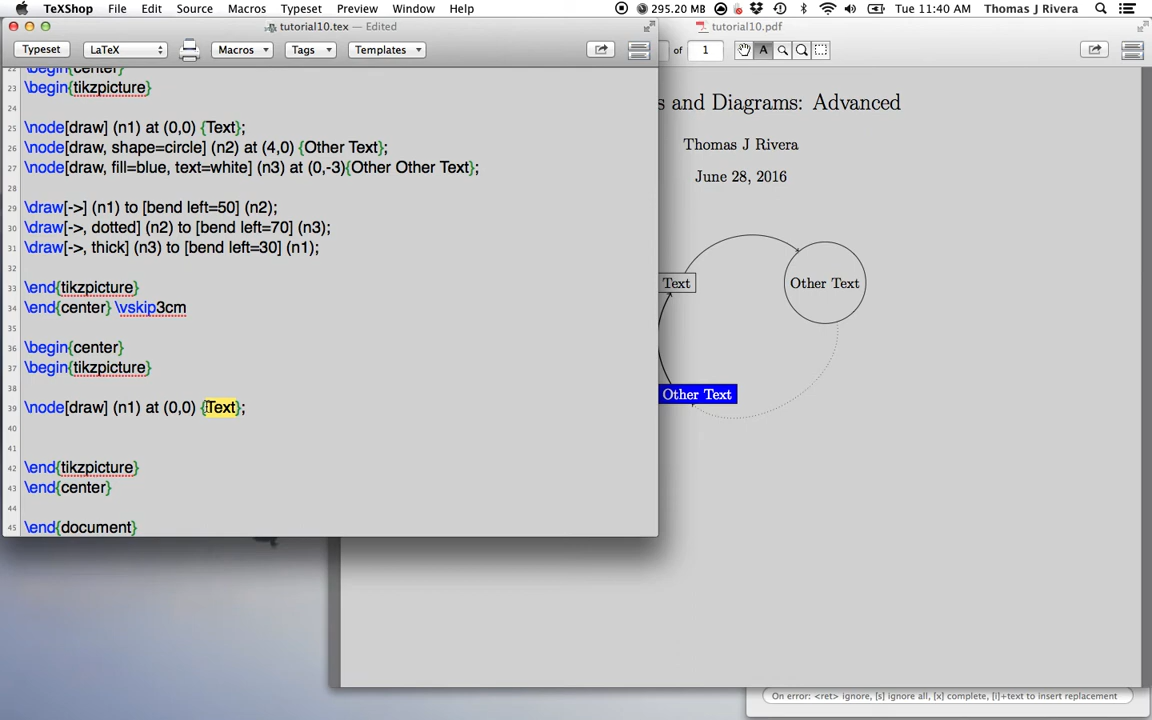 TeXShop File Edit Source Macros Typeset Preview Window Help 295.20 MB Tue 11:40 AM Thomas J Rivera
tutorial10.tex — Edited
Typeset LaTeX Macros Tags Templates
22 \begin{center}
23 \begin{tikzpicture}
24
25 \node[draw] (n1) at (0,0) {Text};
26 \node[draw, shape=circle] (n2) at (4,0) {Other Text};
27 \node[draw, fill=blue, text=white] (n3) at (0,-3){Other Other Text};
28
29 \draw[->] (n1) to [bend left=50] (n2);
30 \draw[->, dotted] (n2) to [bend left=70] (n3);
31 \draw[->, thick] (n3) to [bend left=30] (n1);
32
33 \end{tikzpicture}
34 \end{center} \vskip3cm
35
36 \begin{center}
37 \begin{tikzpicture}
38
39 \node[draw] (n1) at (0,0) {Text};
40
41
42 \end{tikzpicture}
43 \end{center}
44
45 \end{document}
tutorial10.pdf
of 1
A
s and Diagrams: Advanced
Thomas J Rivera
June 28, 2016
Text
Other Text
Other Text
On error: <ret> ignore, [s] ignore all, [x] complete, [i]+text to insert replacement